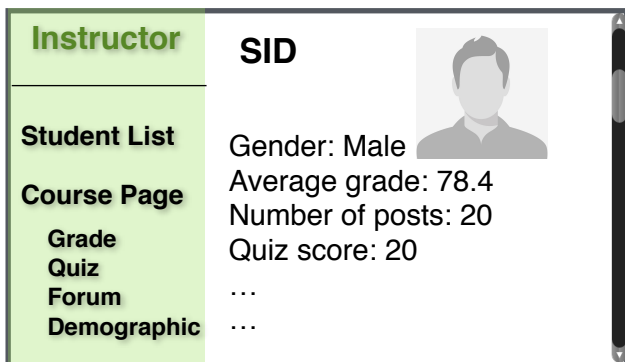 Instructor
Student List
Course Page
Grade
Quiz
Forum
Demographic
SID
Gender: Male
Average grade: 78.4
Number of posts: 20
Quiz score: 20
…
…